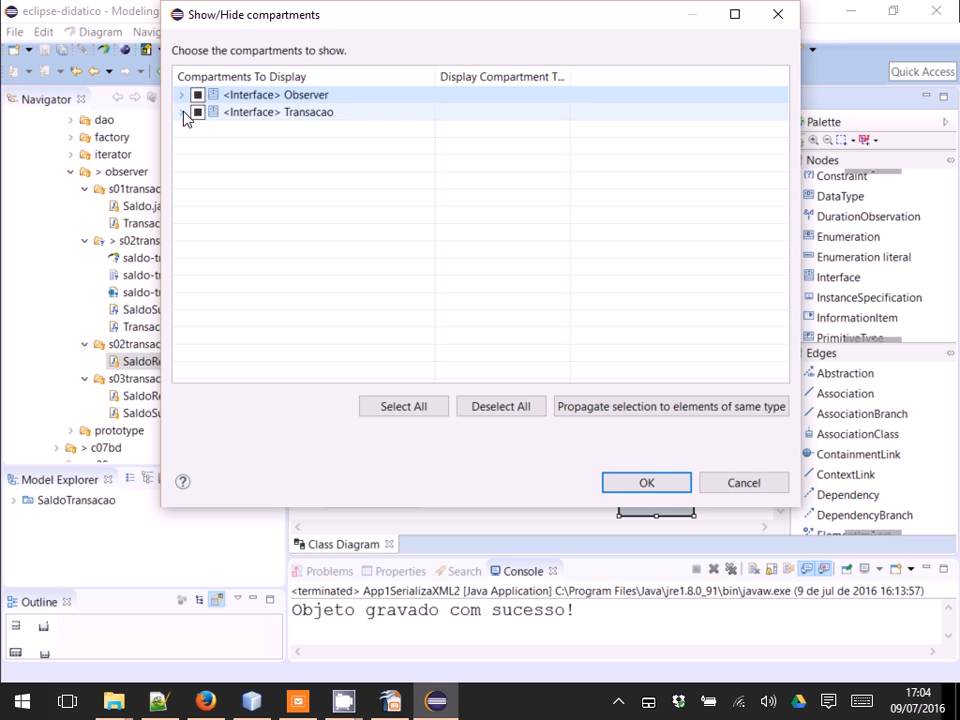 eclipse-didatico - Modeling
Show/Hide compartments
File Edit Diagram Navig
Choose the compartments to show.
Quick Access
Compartments To Display
Display Compartment T...
<Interface> Observer
<Interface> Transacao
Navigator
dao
factory
iterator
> observer
s01transac
Saldo.ja
Transac
> s02trans
saldo-tr
saldo-tr
saldo-tr
SaldoSu
Transac
s02transac
SaldoRe
s03transac
SaldoRe
SaldoSu
prototype
> c07bd
Select All
Deselect All
Propagate selection to elements of same type
OK
Cancel
Palette
Nodes
Constraint
DataType
DurationObservation
Enumeration
Enumeration literal
Interface
InstanceSpecification
InformationItem
PrimitiveType
Edges
Abstraction
Association
AssociationBranch
AssociationClass
ContainmentLink
ContextLink
Dependency
DependencyBranch
Model Explorer
SaldoTransacao
Class Diagram
Problems
Properties
Search
Console
<terminated> App1SerializaXML2 [Java Application] C:\Program Files\Java\jre1.8.0_91\bin\javaw.exe (9 de jul de 2016 16:13:57)
Objeto gravado com sucesso!
Outline
17:04
09/07/2016